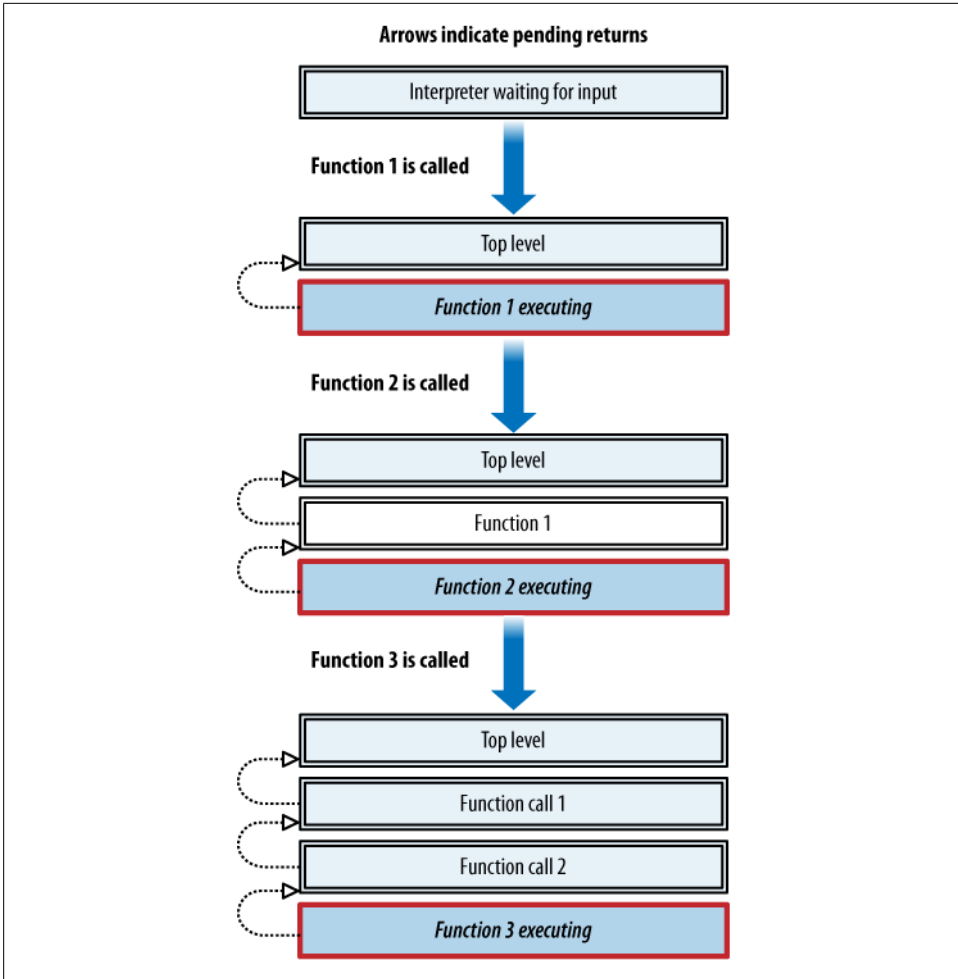 Arrows indicate pending returns
Interpreter waiting for input
Function 1 is called
Top level
Function 1 executing
Function 2 is called
Top level
Function 1
Function 2 executing
Function 3 is called
Top level
Function call 1
Function call 2
Function 3 executing